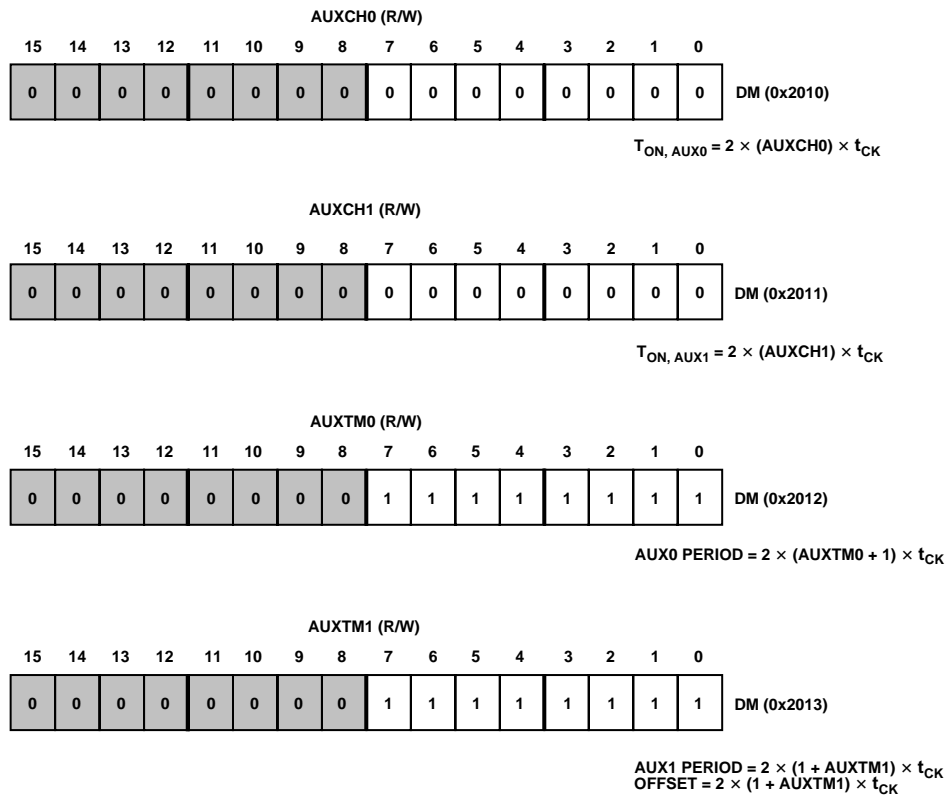 AUXCH0 (R/W)
15 14 13 12 11 10 9 8 7 6 5 4 3 2 1 0
0 0 0 0 0 0 0 0 0 0 0 0 0 0 0 0 DM (0x2010)
T_ON, AUX0 = 2 × (AUXCH0) × t_CK
AUXCH1 (R/W)
15 14 13 12 11 10 9 8 7 6 5 4 3 2 1 0
0 0 0 0 0 0 0 0 0 0 0 0 0 0 0 0 DM (0x2011)
T_ON, AUX1 = 2 × (AUXCH1) × t_CK
AUXTM0 (R/W)
15 14 13 12 11 10 9 8 7 6 5 4 3 2 1 0
0 0 0 0 0 0 0 0 1 1 1 1 1 1 1 1 DM (0x2012)
AUX0 PERIOD = 2 × (AUXTM0 + 1) × t_CK
AUXTM1 (R/W)
15 14 13 12 11 10 9 8 7 6 5 4 3 2 1 0
0 0 0 0 0 0 0 0 1 1 1 1 1 1 1 1 DM (0x2013)
AUX1 PERIOD = 2 × (1 + AUXTM1) × t_CK
OFFSET = 2 × (1 + AUXTM1) × t_CK